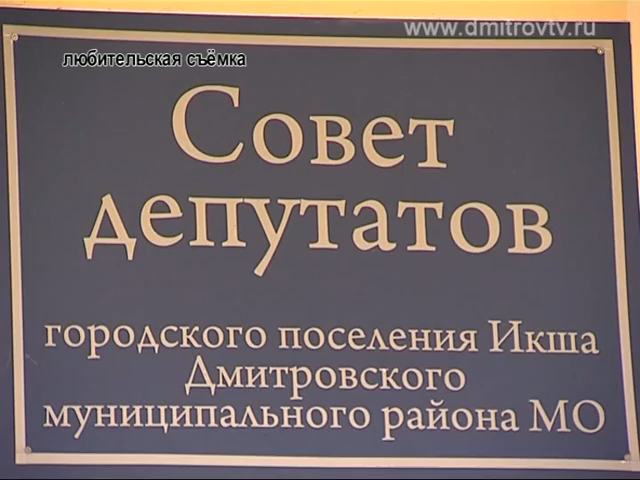 www.dmitrovtv.ru
любительская съёмка
Совет
депутатов
городского поселения Икша
Дмитровского
муниципального района МО